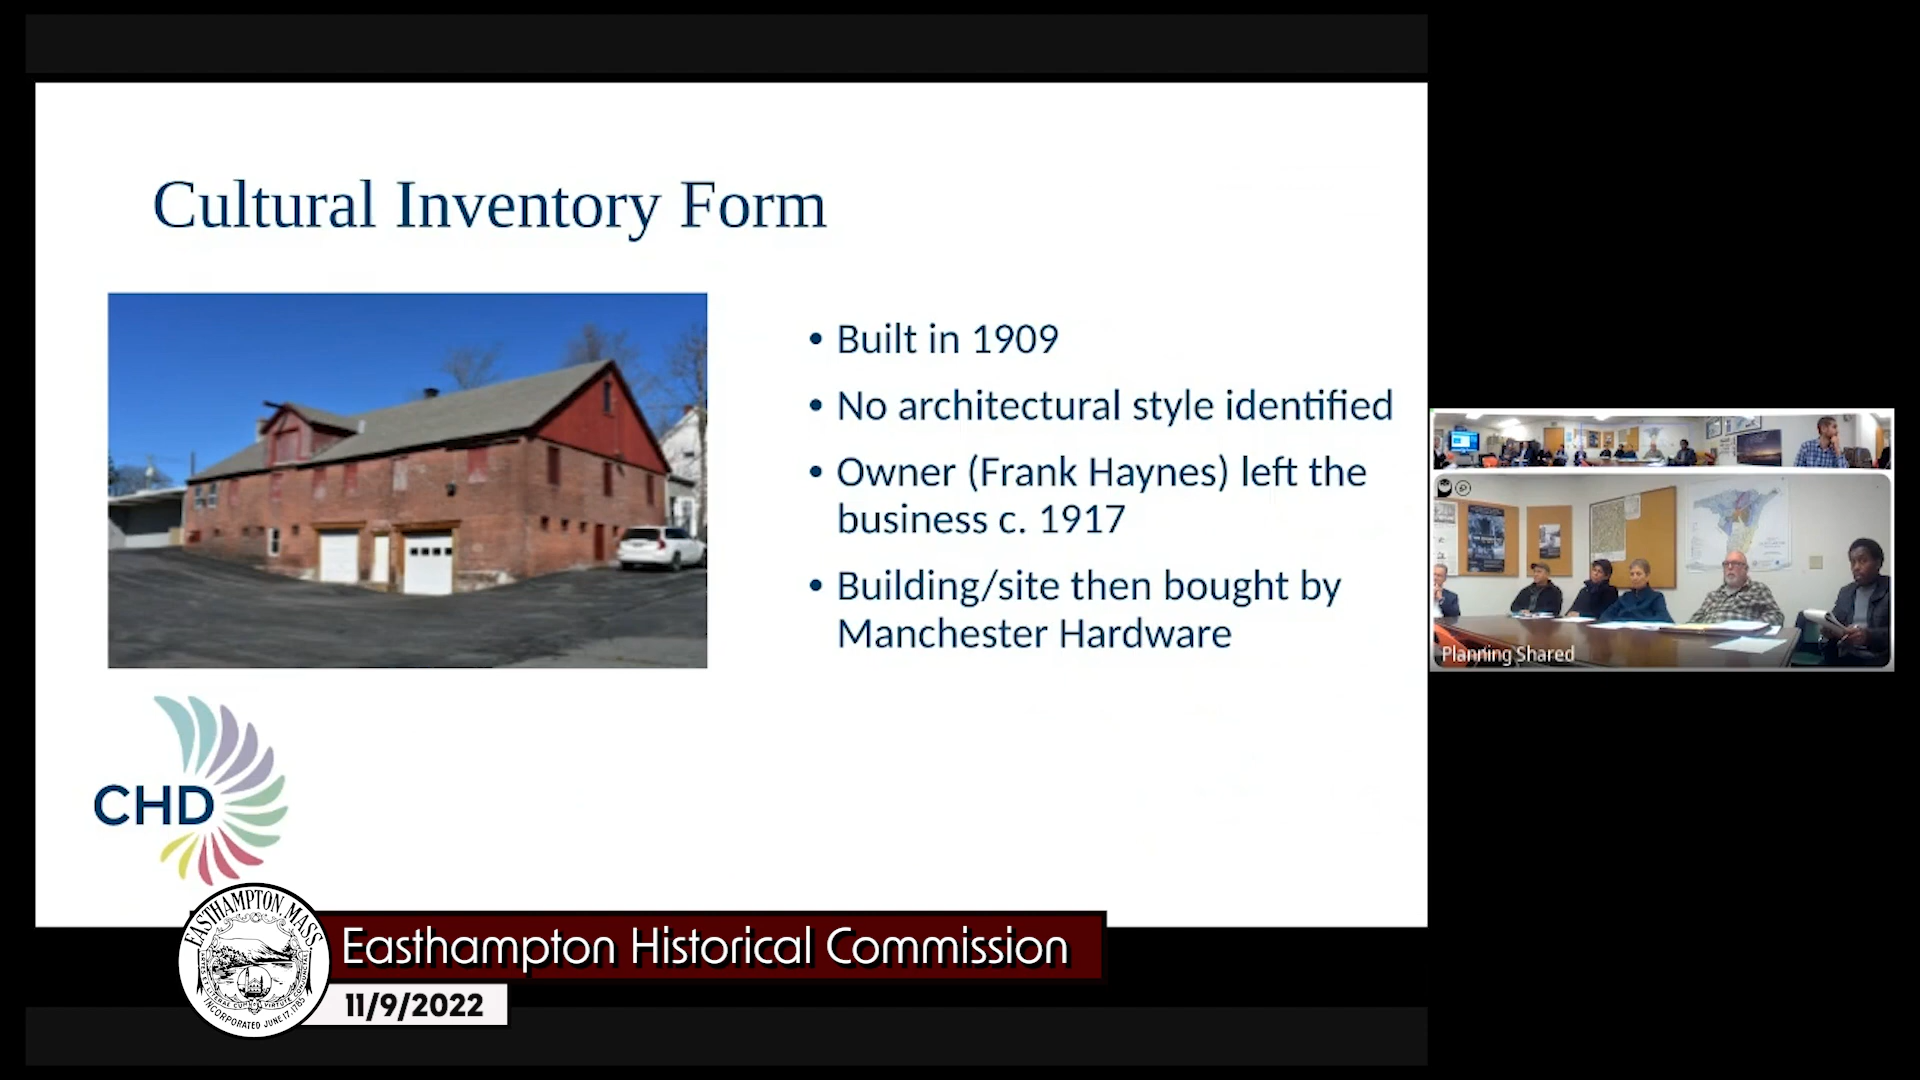 Cultural Inventory Form
• Built in 1909
• No architectural style identified
• Owner (Frank Haynes) left the
business c. 1917
• Building/site then bought by
Manchester Hardware
CHD
Planning Shared
EASTHAMPTON, MASS
INCORPORATED JUNE 17, 1785
Easthampton Historical Commission
11/9/2022